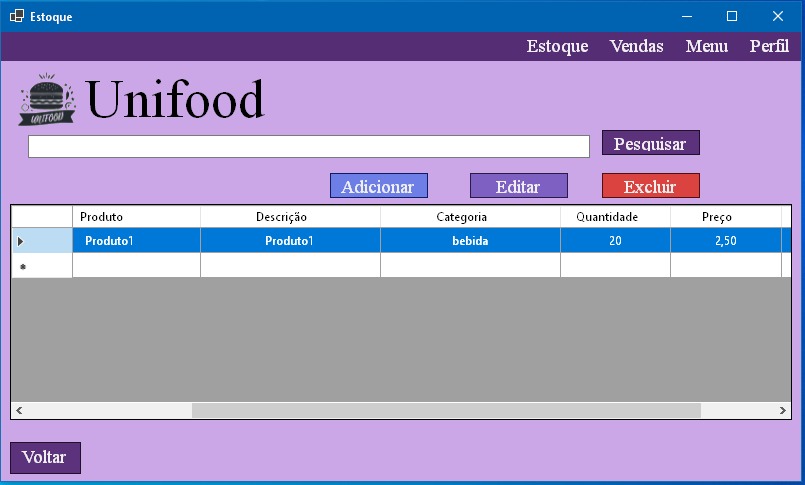 Estoque
Estoque Vendas Menu Perfil
UNIFOOD
Unifood
Pesquisar
Adicionar Editar Excluir
Produto Descrição Categoria Quantidade Preço
Produto1 Produto1 bebida 20 2,50
Voltar